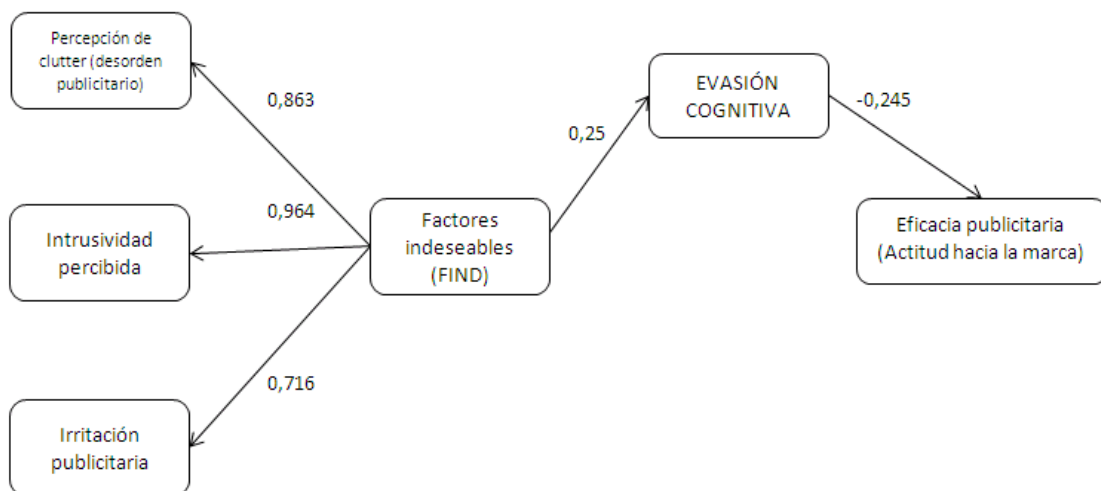 Percepción de
clutter (desorden
publicitario)
0,863
Intrusividad
percibida
0,964
Irritación
publicitaria
0,716
Factores
indeseables
(FIND)
0,25
EVASIÓN
COGNITIVA
-0,245
Eficacia publicitaria
(Actitud hacia la marca)